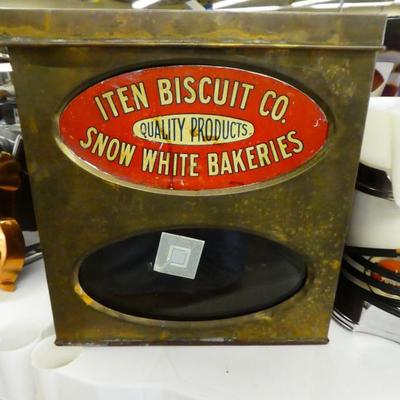 ITEN BISCUIT CO.
QUALITY PRODUCTS
SNOW WHITE BAKERIES